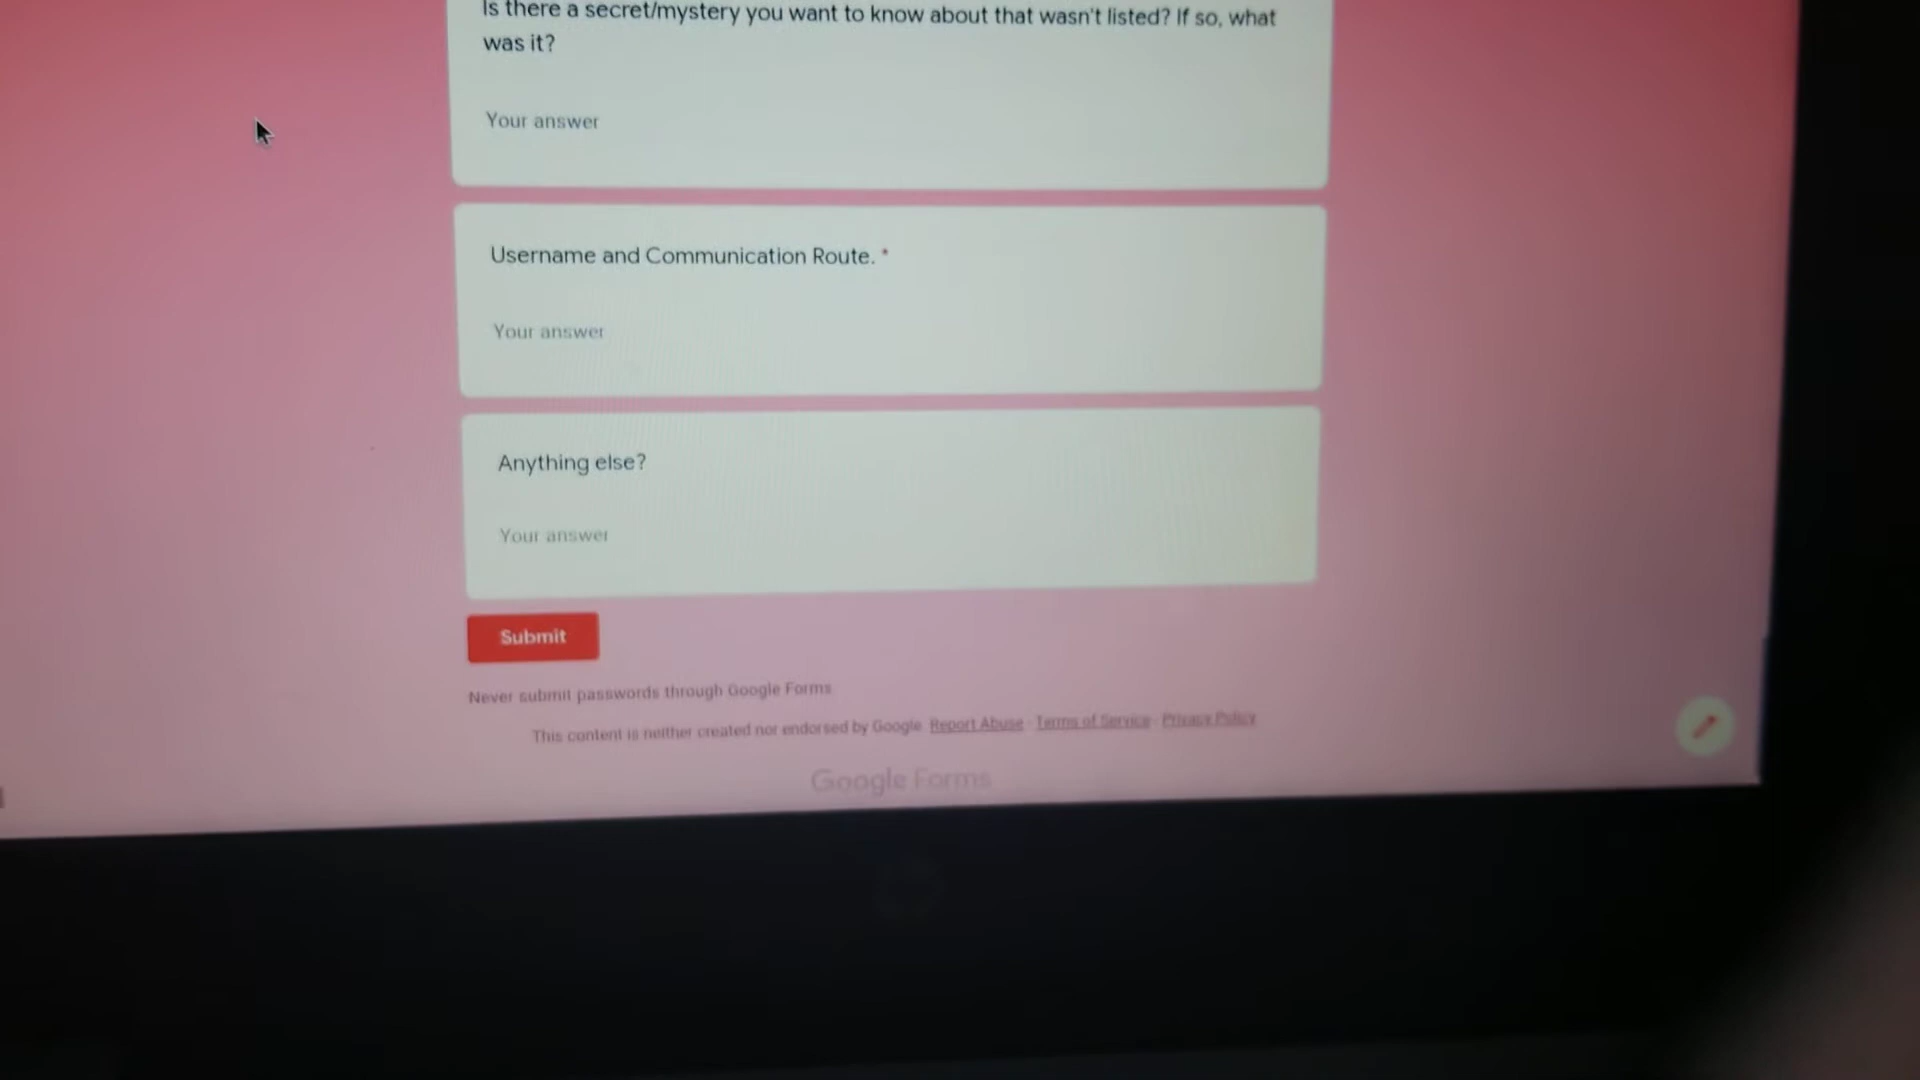 Is there a secret/mystery you want to know about that wasn't listed? If so, what
was it?
Your answer
Username and Communication Route. *
Your answer
Anything else?
Your answer
Submit
Never submit passwords through Google Forms
This content is neither created nor endorsed by Google. Report Abuse - Terms of Service - Privacy Policy
Google Forms